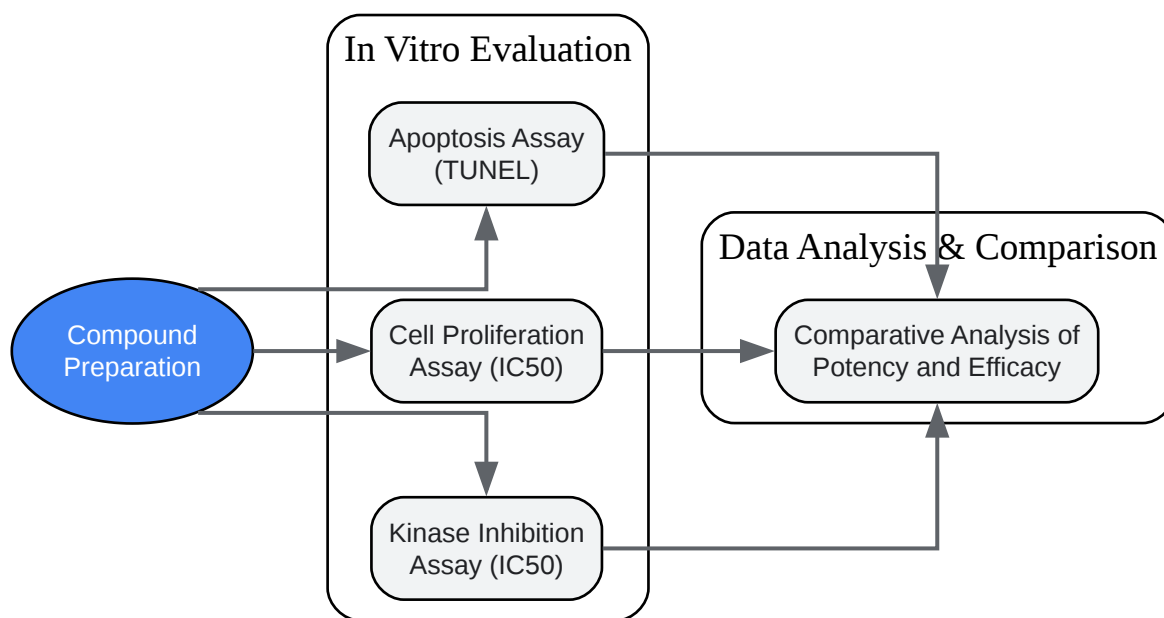 In Vitro Evaluation
Apoptosis Assay
(TUNEL)
Data Analysis & Comparison
Compound
Preparation
Cell Proliferation
Assay (IC50)
Comparative Analysis of
Potency and Efficacy
Kinase Inhibition
Assay (IC50)